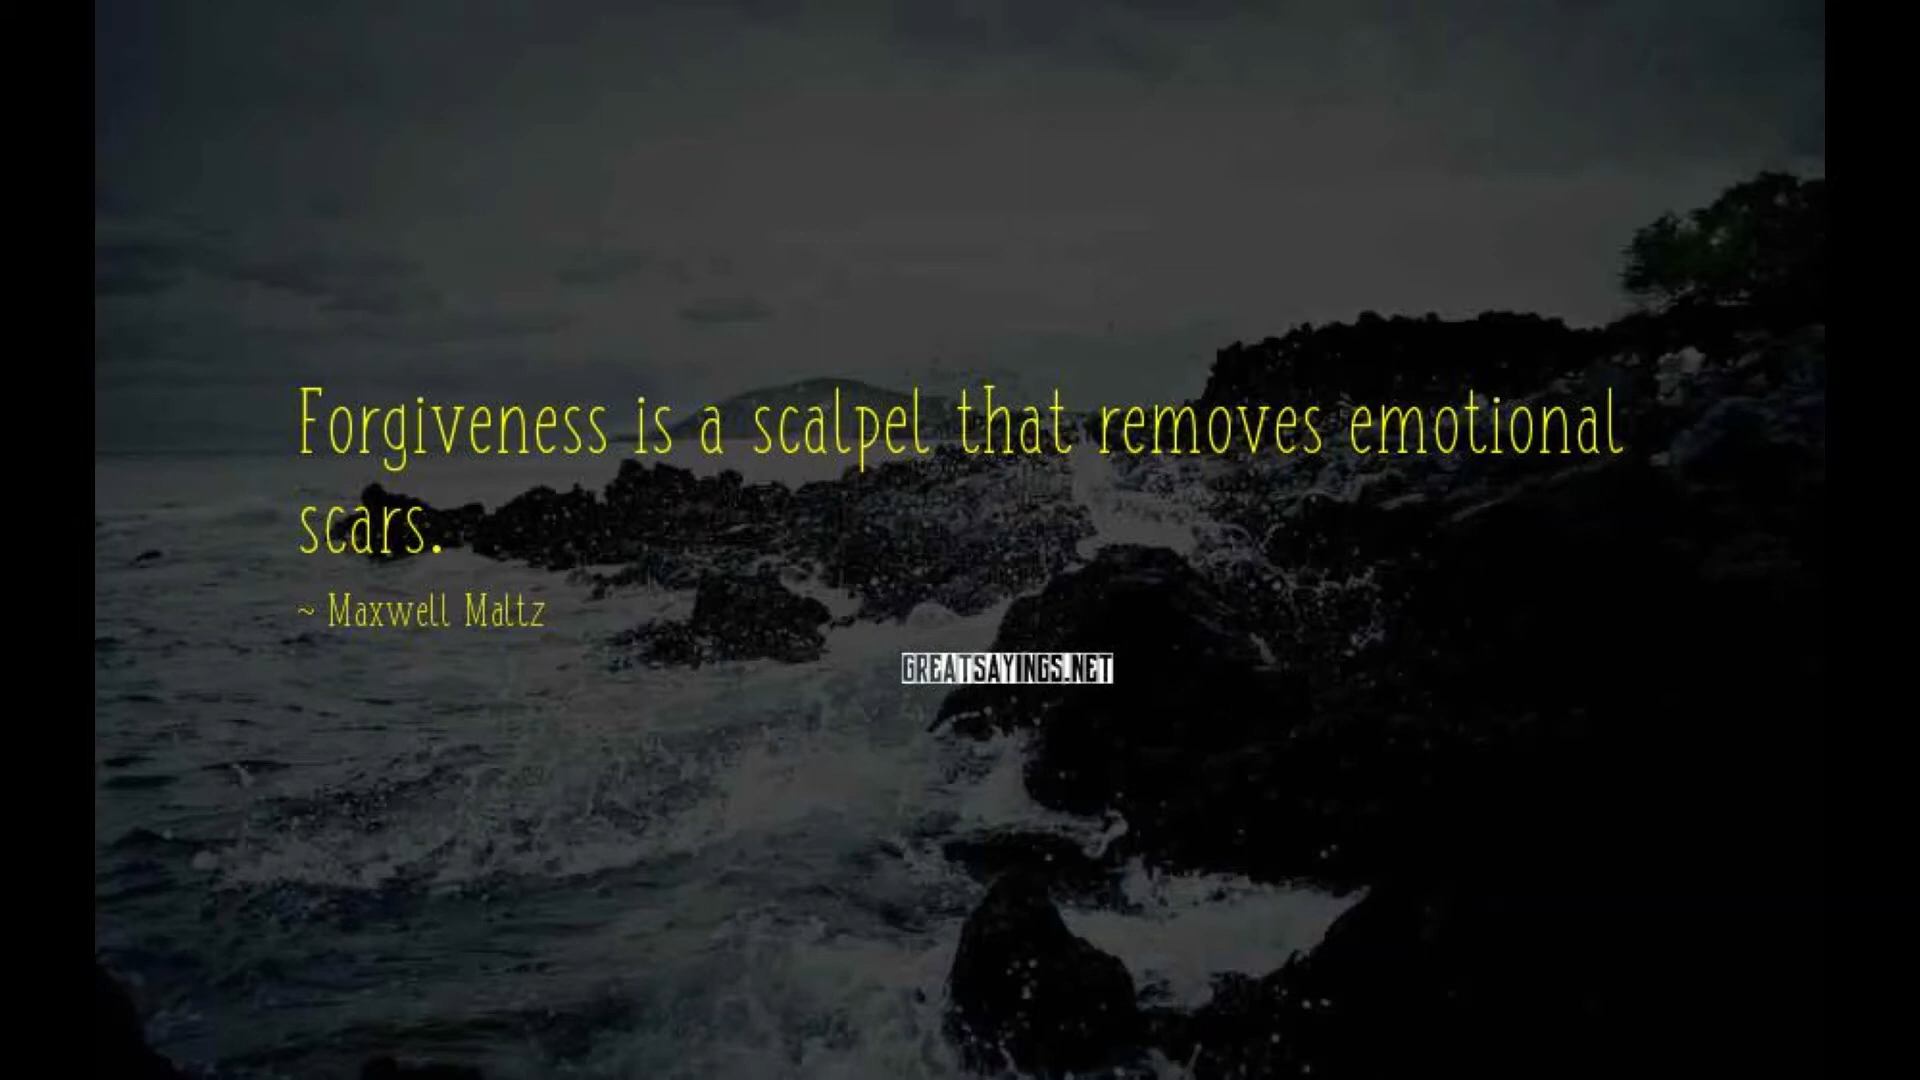 Forgiveness is a scalpel that removes emotional
scars.
~ Maxwell Maltz
GREATSAYINGS.NET